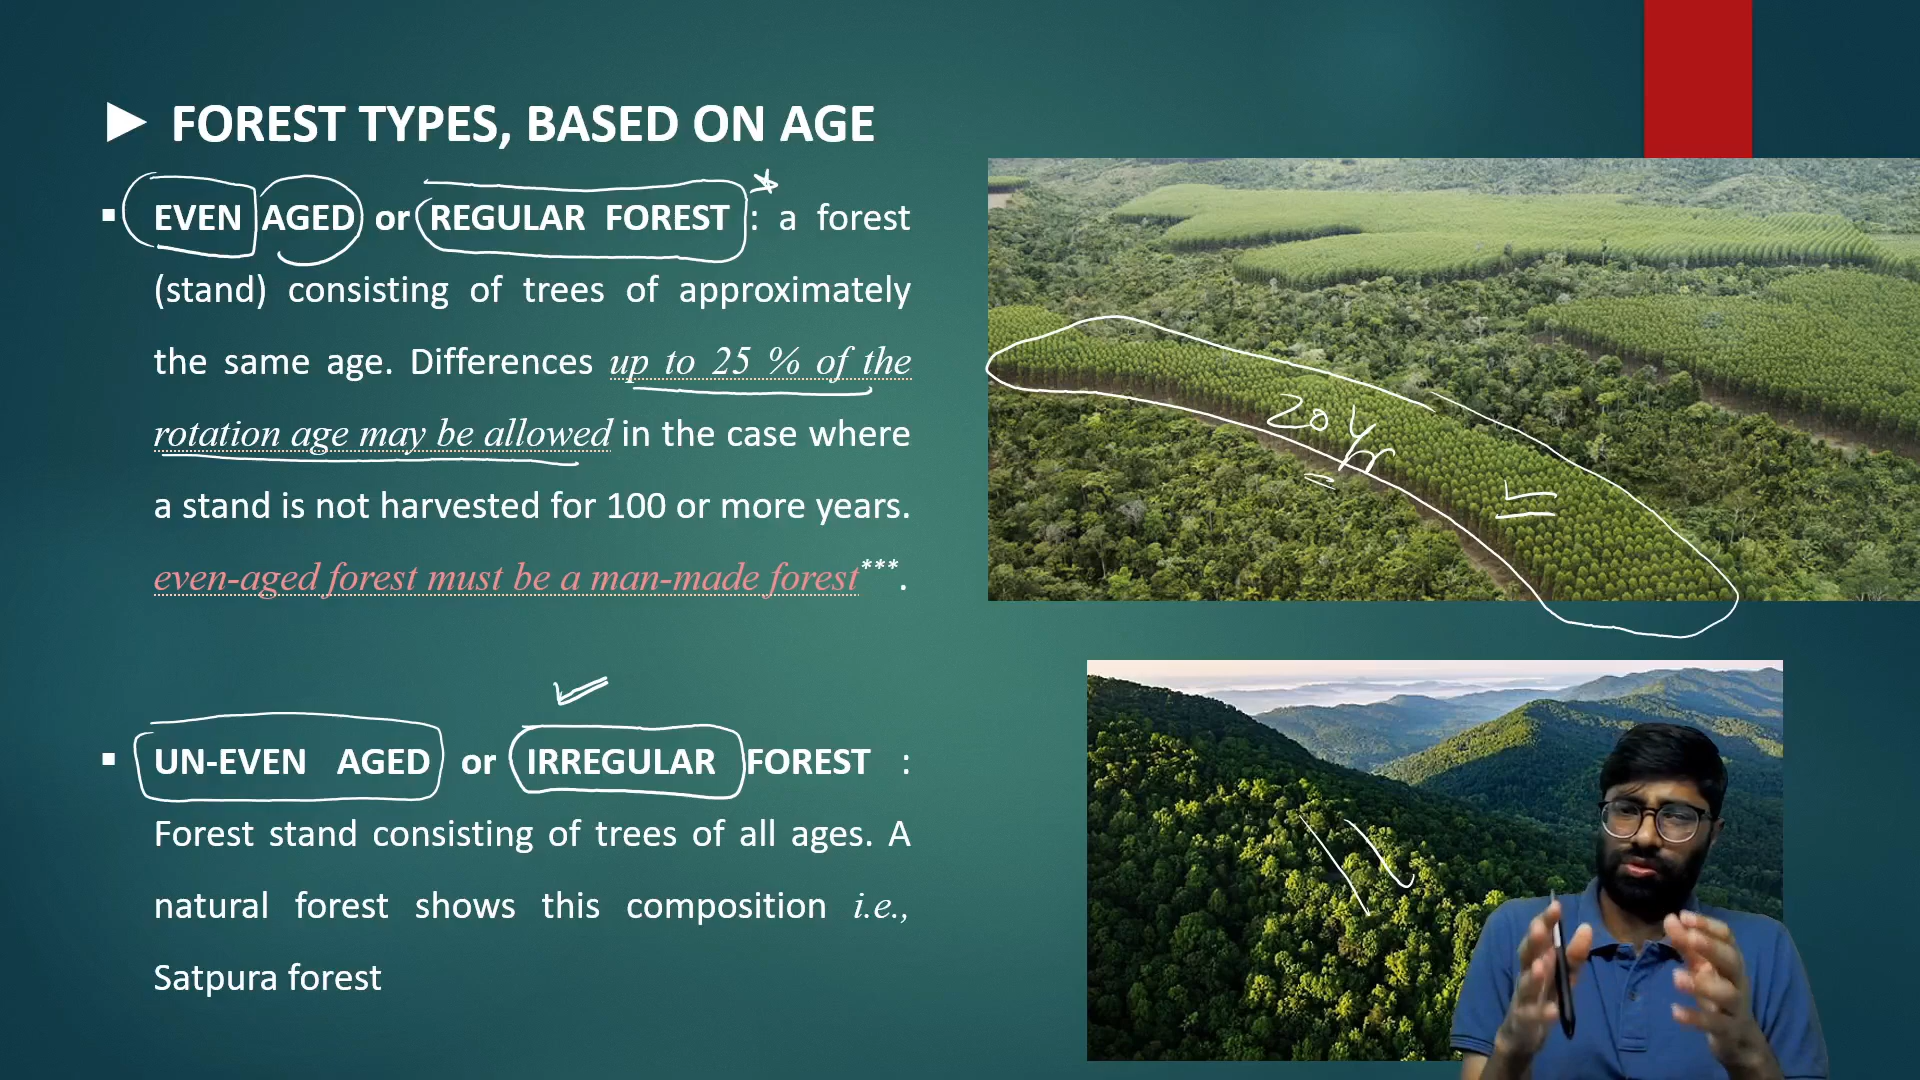 FOREST TYPES, BASED ON AGE
EVEN AGED or REGULAR FOREST : a forest
(stand) consisting of trees of approximately
the same age. Differences up to 25 % of the
rotation age may be allowed in the case where
a stand is not harvested for 100 or more years.
even-aged forest must be a man-made forest***.
UN-EVEN AGED or IRREGULAR FOREST :
Forest stand consisting of trees of all ages. A
natural forest shows this composition i.e.,
Satpura forest
20 yr